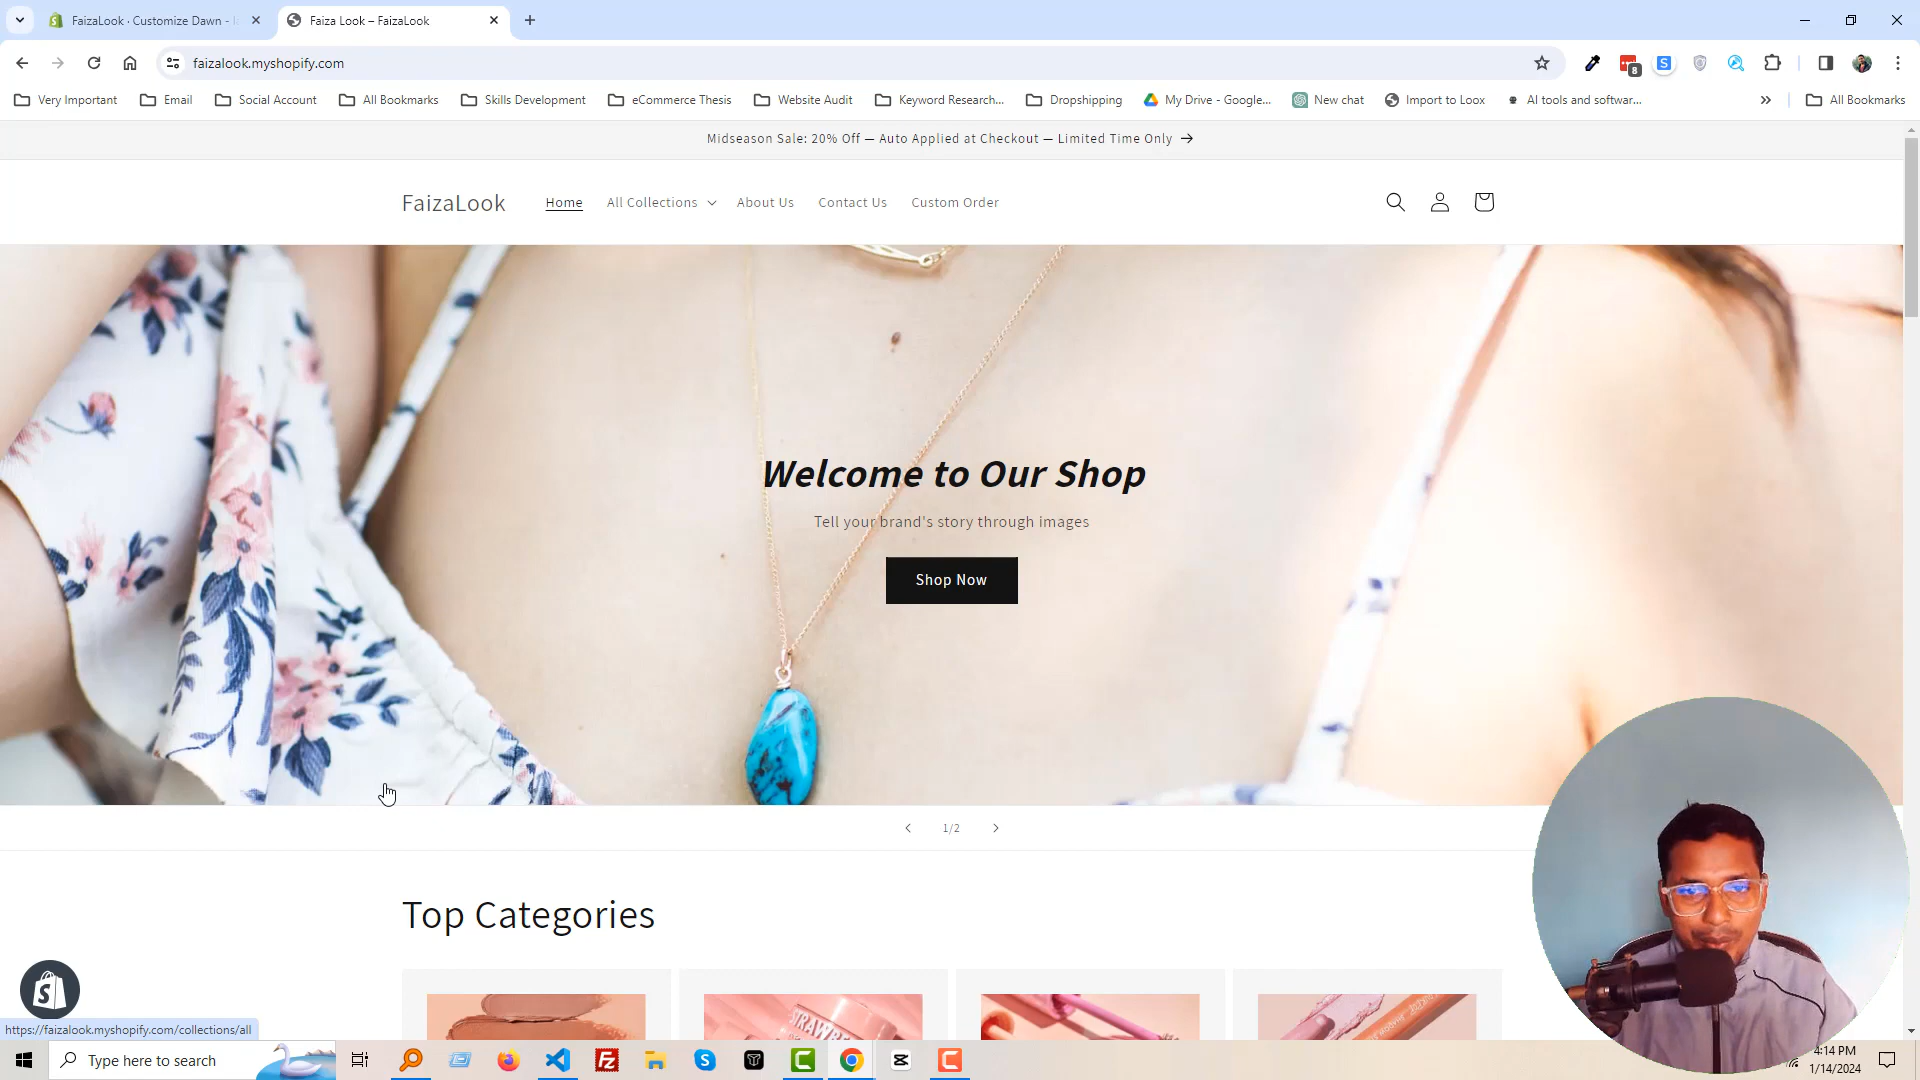 FaizaLook · Customize Dawn -
Faiza Look – FaizaLook
faizalook.myshopify.com
8
S
Very Important
Email
Social Account
All Bookmarks
Skills Development
eCommerce Thesis
Website Audit
Keyword Research...
Dropshipping
My Drive - Google...
New chat
Import to Loox
AI tools and softwar...
All Bookmarks
Midseason Sale: 20% Off — Auto Applied at Checkout — Limited Time Only →
FaizaLook
Home
All Collections
About Us
Contact Us
Custom Order
Welcome to Our Shop
Tell your brand's story through images
Shop Now
1/2
Top Categories
STRAWBE
https://faizalook.myshopify.com/collections/all
Type here to search
4:14 PM
1/14/2024